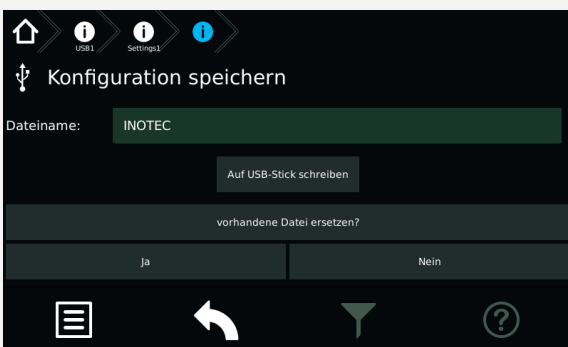 USB1
Settings1
Konfiguration speichern
Dateiname: INOTEC
Auf USB-Stick schreiben
vorhandene Datei ersetzen?
Ja Nein